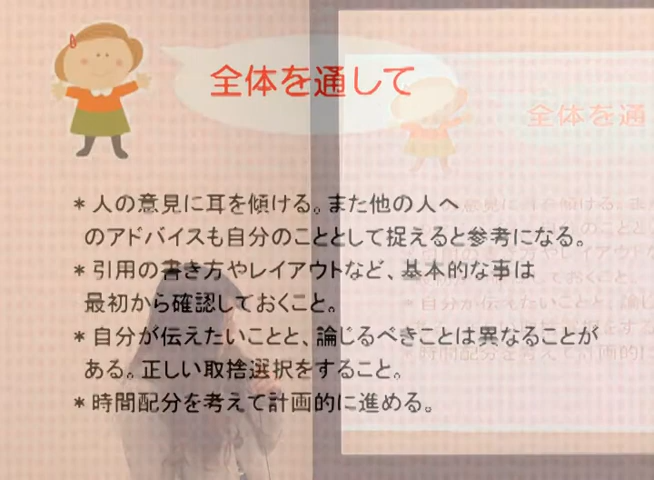 全体を通して
全体を通
＊人の意見に耳を傾ける。また他の人へ
のアドバイスも自分のこととして捉えると参考になる。
＊引用の書き方やレイアウトなど、基本的な事は
最初から確認しておくこと。
＊自分が伝えたいことと、論じるべきことは異なることが
ある。正しい取捨選択をすること。
＊時間配分を考えて計画的に進める。